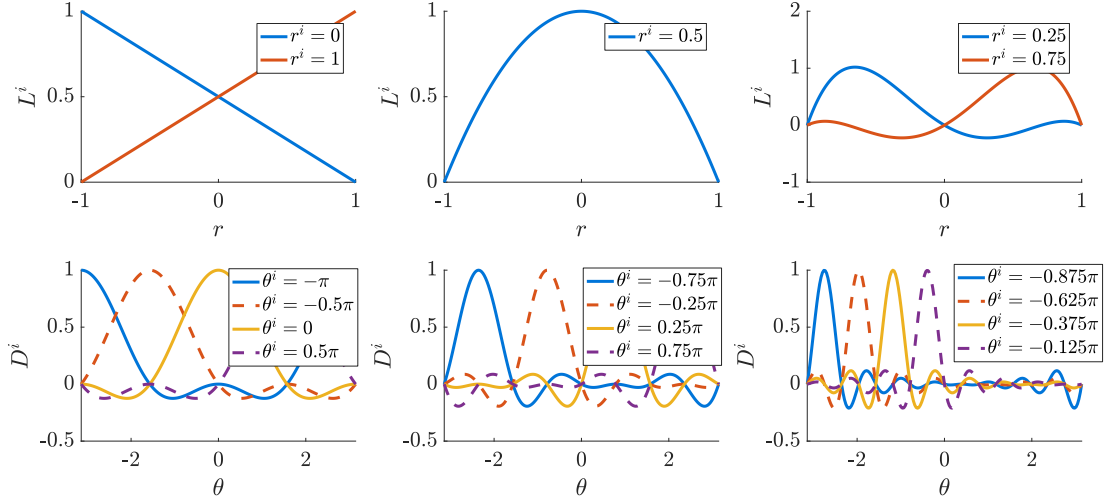 1
0.5
0
L^i
r^i = 0
r^i = 1
-1 0 1
r
1
0.5
0
L^i
r^i = 0.5
-1 0 1
r
2
1
0
-1
L^i
r^i = 0.25
r^i = 0.75
-1 0 1
r
1
0.5
0
-0.5
D^i
θ^i = −π
θ^i = −0.5π
θ^i = 0
θ^i = 0.5π
-2 0 2
θ
1
0.5
0
-0.5
D^i
θ^i = −0.75π
θ^i = −0.25π
θ^i = 0.25π
θ^i = 0.75π
-2 0 2
θ
1
0.5
0
-0.5
D^i
θ^i = −0.875π
θ^i = −0.625π
θ^i = −0.375π
θ^i = −0.125π
-2 0 2
θ